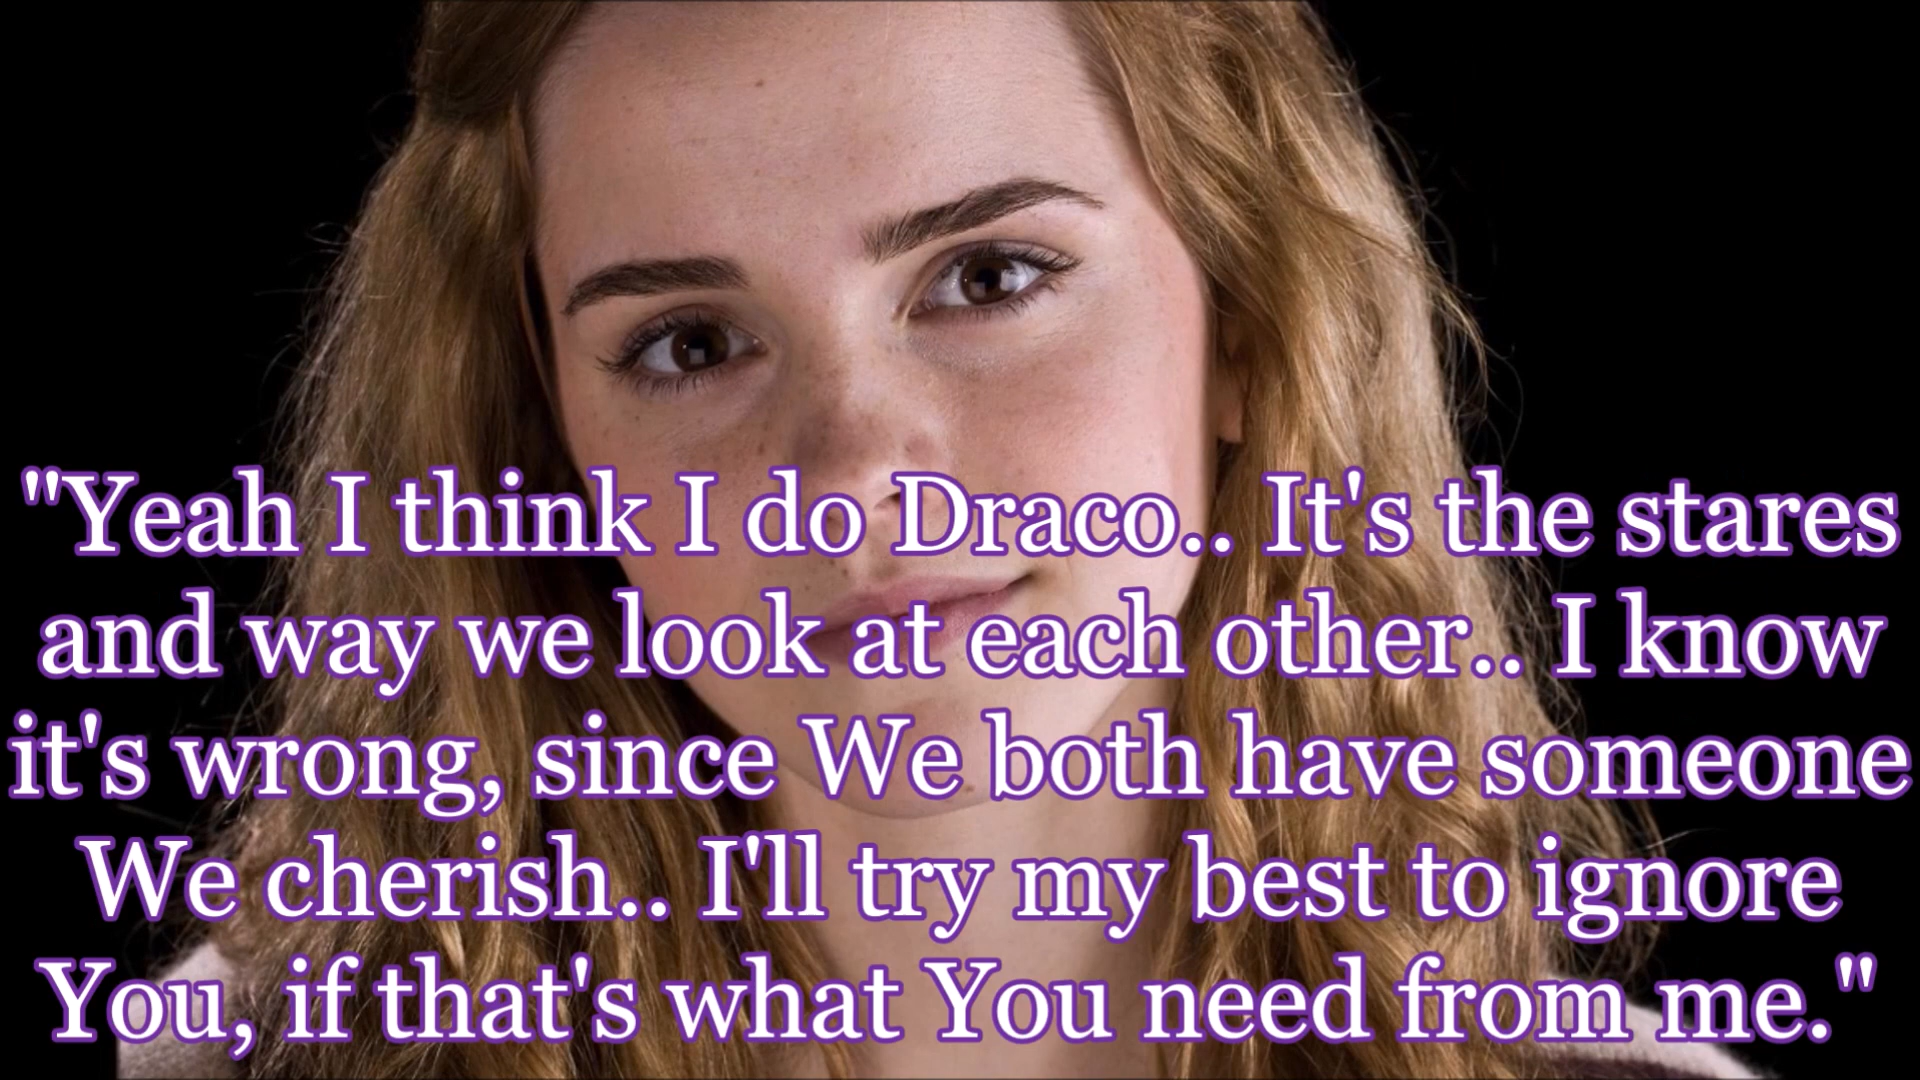 "Yeah I think I do Draco.. It's the stares
and way we look at each other.. I know
it's wrong, since We both have someone
We cherish.. I'll try my best to ignore
You, if that's what You need from me."